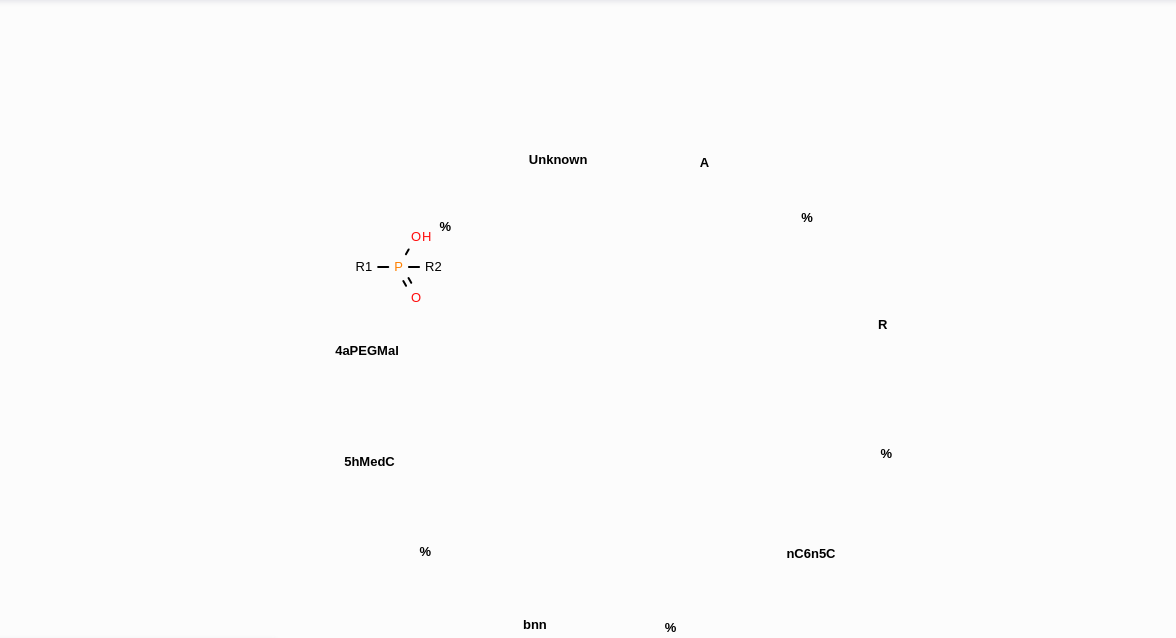 Unknown
A
%
%
OH
R1 P R2
O
R
4aPEGMal
%
5hMedC
%
nC6n5C
bnn
%